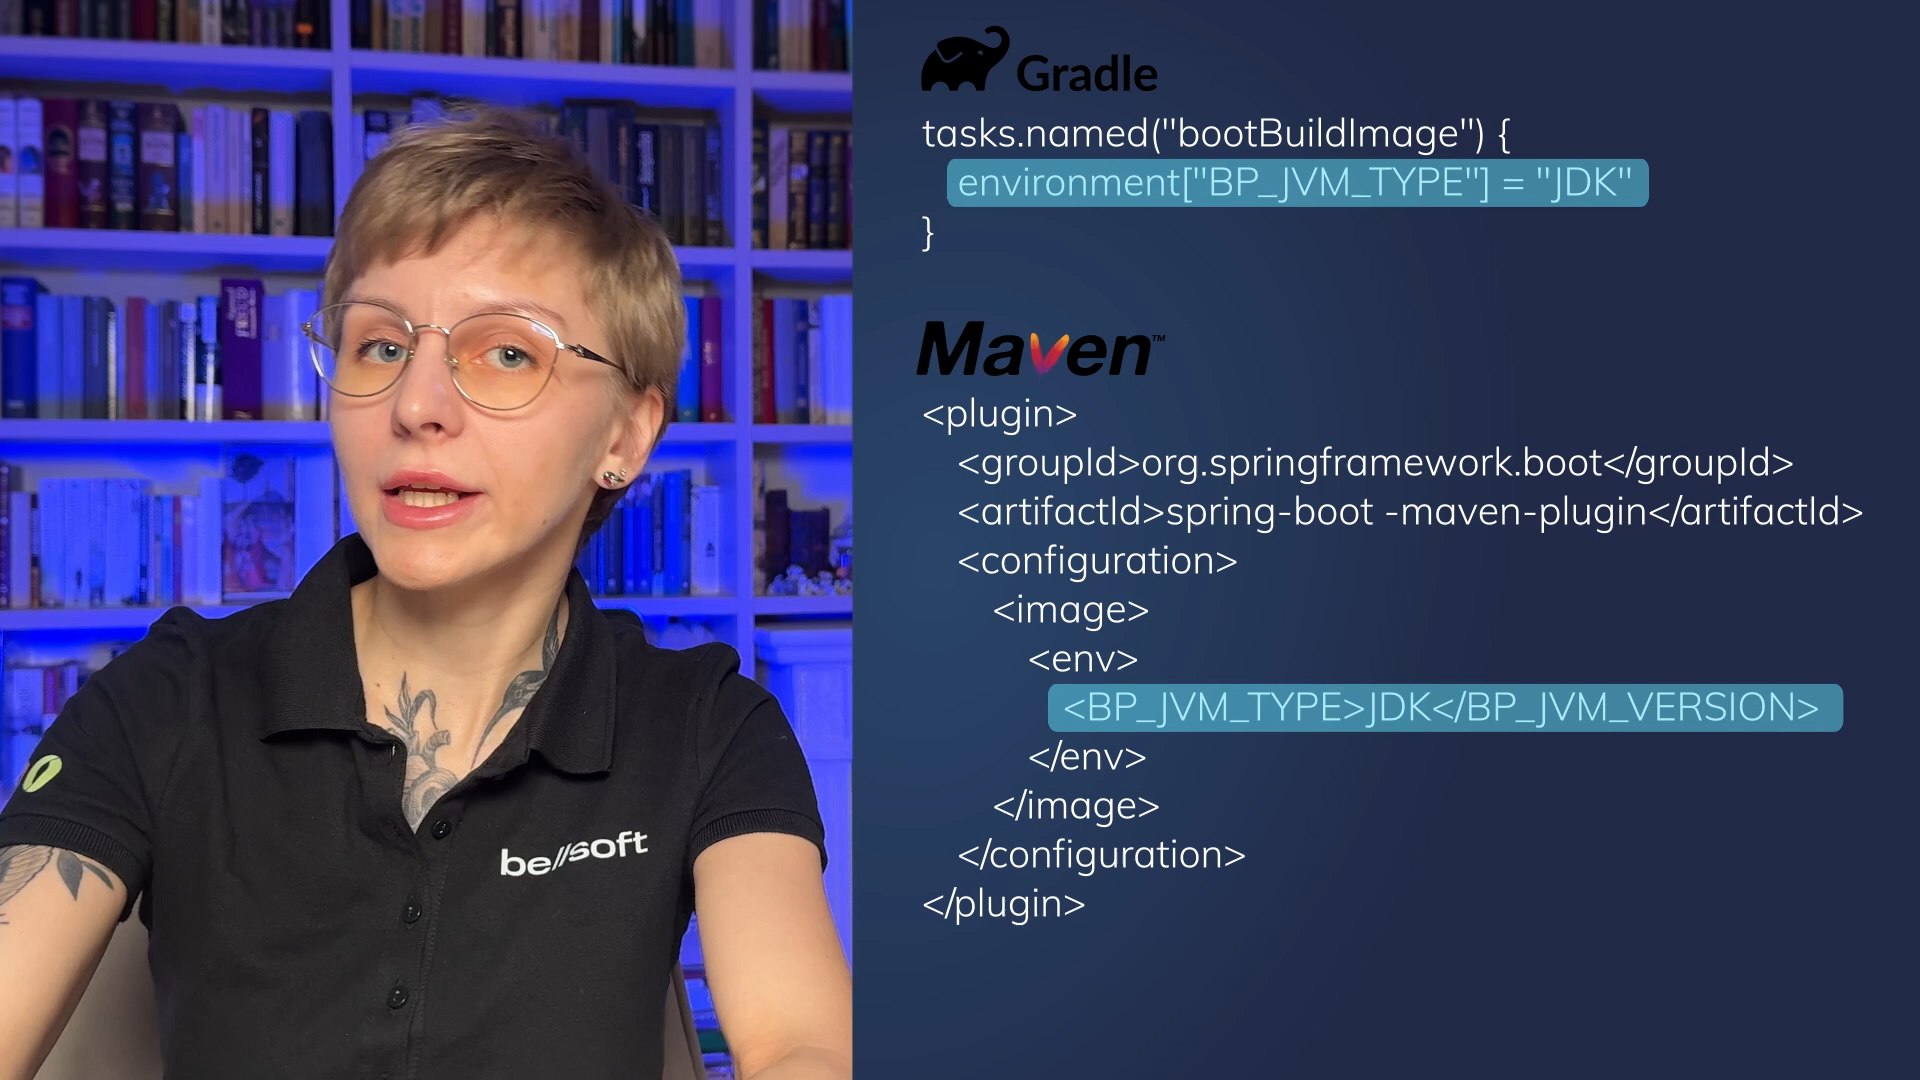 Gradle
tasks.named("bootBuildImage") {
environment["BP_JVM_TYPE"] = "JDK"
}
Maven™
<plugin>
<groupId>org.springframework.boot</groupId>
<artifactId>spring-boot -maven-plugin</artifactId>
<configuration>
<image>
<env>
<BP_JVM_TYPE>JDK</BP_JVM_VERSION>
</env>
</image>
</configuration>
</plugin>
bellsoft